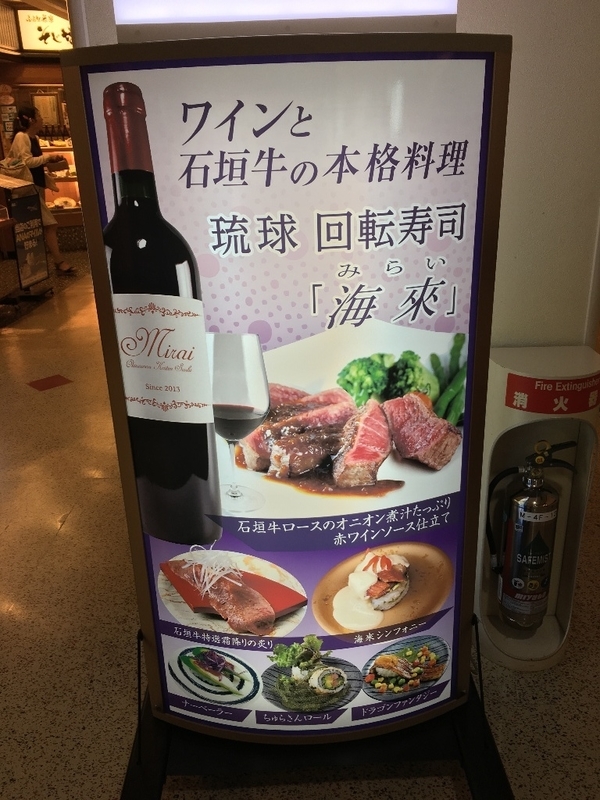 ワインと
石垣牛の本格料理
琉球 回転寿司
みらい
「海來」
Mirai
Since 2013
石垣牛ロースのオニオン煮汁たっぷり
赤ワインソース仕立て
石垣牛特選霜降りの炙り
海來シンフォニー
ナーベーラー
ちゅらさんロール
ドラゴンファンタジー
Fire Extinguisher
消火器